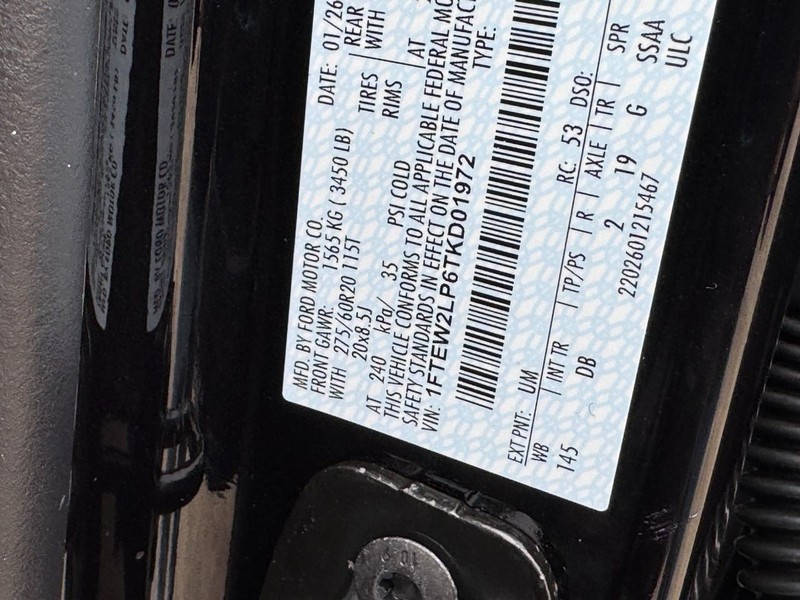 MFD. BY FORD MOTOR CO.
DATE: 01/26
FRONT GAWR: 1565 KG ( 3450 LB)
REAR
WITH 275/60R20 115T TIRES
WITH
20x8.5J RIMS
AT 240 kPa/ 35 PSI COLD
AT
THIS VEHICLE CONFORMS TO ALL APPLICABLE FEDERAL MO
SAFETY STANDARDS IN EFFECT ON THE DATE OF MANUFAC
VIN: 1FTEW2LP6TKD01972
TYPE:
EXT PNT: UM RC: 53 DSO:
WB | INT TR | TP/PS | R | AXLE | TR | SPR
145 DB 2 19 G SSAA
2202601215467 ULC